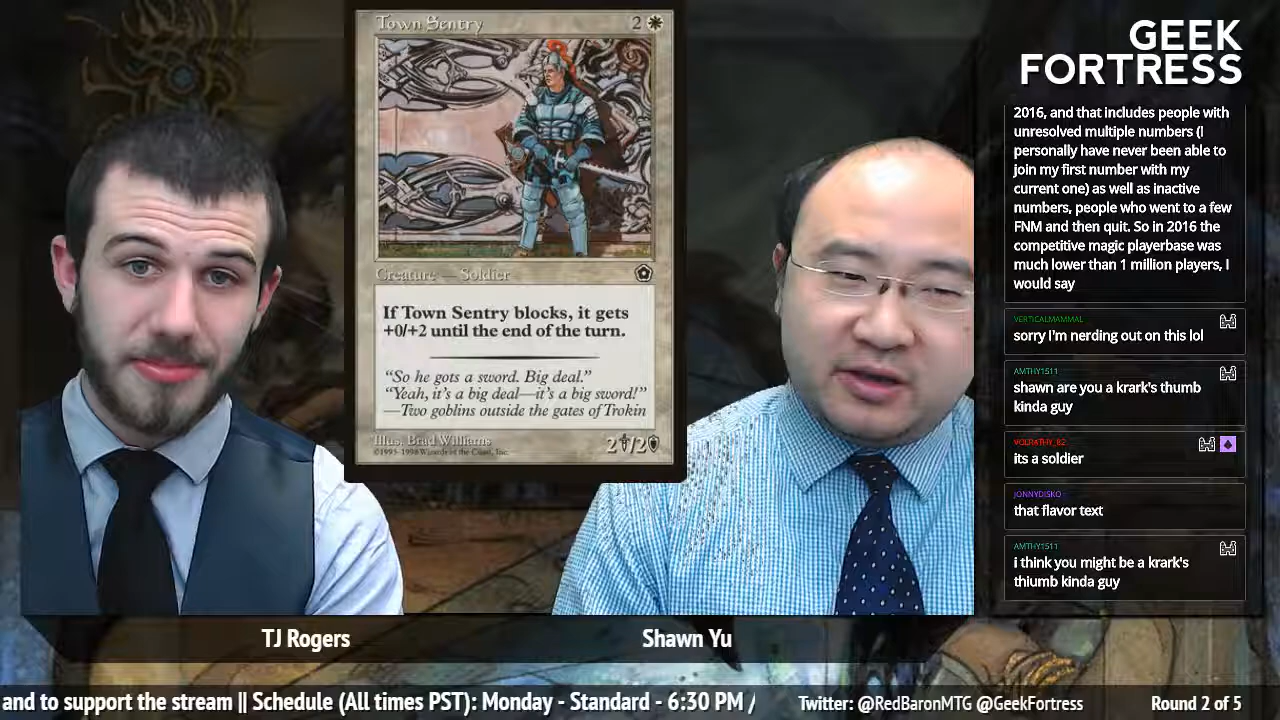 Town Sentry 2
Creature — Soldier
If Town Sentry blocks, it gets
+0/+2 until the end of the turn.
“So he gots a sword. Big deal.”
“Yeah, it’s a big deal—it’s a big sword!”
—Two goblins outside the gates of Trokin
Illus. Brad Williams
©1993-1998 Wizards of the Coast, Inc.
2/2
GEEK
FORTRESS
2016, and that includes people with
unresolved multiple numbers (I
personally have never been able to
join my first number with my
current one) as well as inactive
numbers, people who went to a few
FNM and then quit. So in 2016 the
competitive magic playerbase was
much lower than 1 million players, I
would say
VERTICALMAMMAL
sorry I'm nerding out on this lol
AMTHY1511
shawn are you a krark's thumb
kinda guy
VOLRATHY_82
its a soldier
JONNYDISKO
that flavor text
AMTHY1511
i think you might be a krark's
thiumb kinda guy
TJ Rogers
Shawn Yu
and to support the stream || Schedule (All times PST): Monday - Standard - 6:30 PM /
Twitter: @RedBaronMTG @GeekFortress
Round 2 of 5